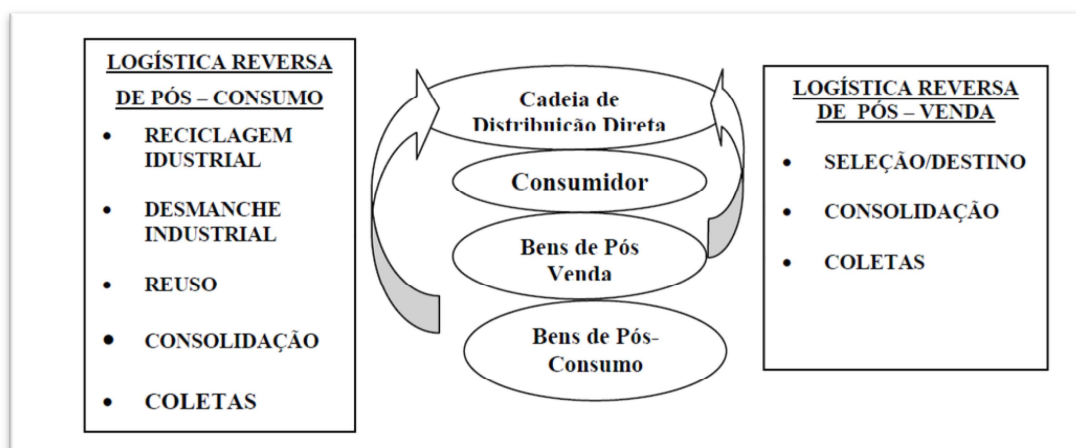 LOGÍSTICA REVERSA
DE PÓS – CONSUMO
• RECICLAGEM
IDUSTRIAL
• DESMANCHE
INDUSTRIAL
• REUSO
• CONSOLIDAÇÃO
• COLETAS
Cadeia de
Distribuição Direta
Consumidor
Bens de Pós
Venda
Bens de Pós-
Consumo
LOGÍSTICA REVERSA
DE PÓS – VENDA
• SELEÇÃO/DESTINO
• CONSOLIDAÇÃO
• COLETAS